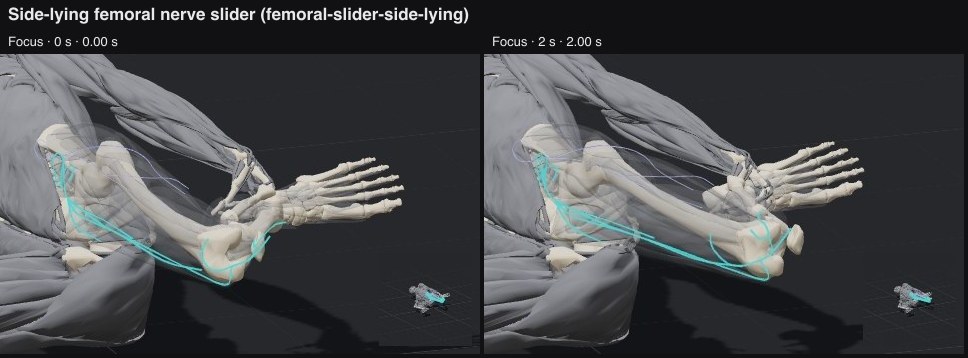 Side-lying femoral nerve slider (femoral-slider-side-lying)
Focus · 0 s · 0.00 s
Focus · 2 s · 2.00 s